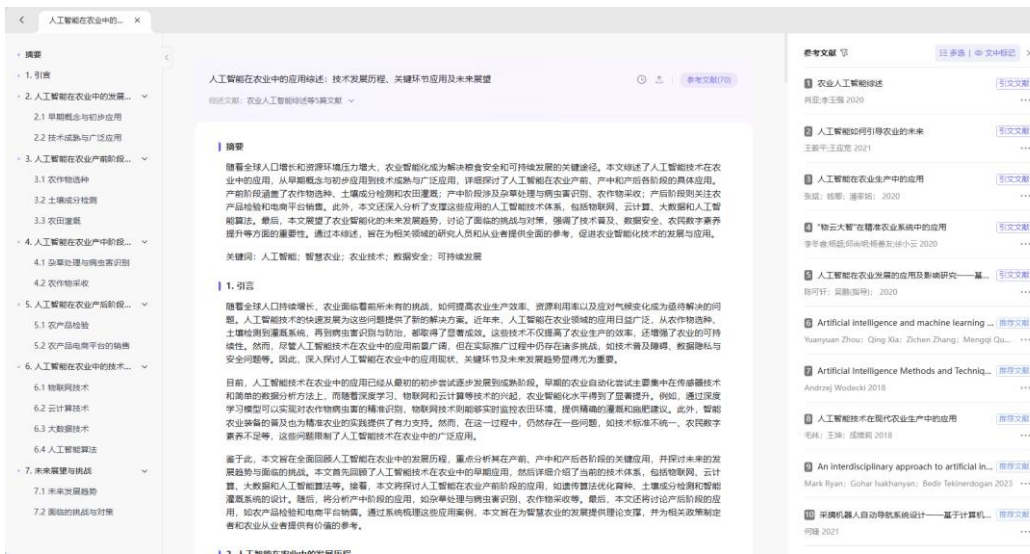 人工智能在农业中的... ×
摘要
1. 引言
2. 人工智能在农业中的发展...
2.1 早期概念与初步应用
2.2 技术成熟与广泛应用
3. 人工智能在农业产前阶段...
3.1 农作物选种
3.2 土壤成分检测
3.3 农田灌溉
4. 人工智能在农业产中阶段...
4.1 杂草处理与病虫害识别
4.2 农作物采收
5. 人工智能在农业产后阶段...
5.1 农产品检验
5.2 农产品电商平台的销售
6. 人工智能在农业中的技术...
6.1 物联网技术
6.2 云计算技术
6.3 大数据技术
6.4 人工智能算法
7. 未来展望与挑战
7.1 未来发展趋势
7.2 面临的挑战与对策
人工智能在农业中的应用综述：技术发展历程、关键环节应用及未来展望
参考文献(70)
综述文献：农业人工智能综述等5篇文献
摘要
随着全球人口增长和资源环境压力增大，农业智能化成为解决粮食安全和可持续发展的关键途径。本文综述了人工智能技术在农
业中的应用，从早期概念与初步应用到技术成熟与广泛应用，详细探讨了人工智能在农业产前、产中和产后各阶段的具体应用。
产前阶段涵盖了农作物选种、土壤成分检测和农田灌溉；产中阶段涉及杂草处理与病虫害识别、农作物采收；产后阶段则关注农
产品检验和电商平台销售。此外，本文还深入分析了支撑这些应用的人工智能技术体系，包括物联网、云计算、大数据和人工智
能算法。最后，本文展望了农业智能化的未来发展趋势，讨论了面临的挑战与对策，强调了技术普及、数据安全、农民数字素养
提升等方面的重要性。通过本综述，旨在为相关领域的研究人员和从业者提供全面的参考，促进农业智能化技术的发展与应用。
关键词：人工智能；智慧农业；农业技术；数据安全；可持续发展
1. 引言
随着全球人口持续增长，农业面临着前所未有的挑战，如何提高农业生产效率、资源利用率以及应对气候变化成为亟待解决的问
题。人工智能技术的快速发展为这些问题提供了新的解决方案。近年来，人工智能在农业领域的应用日益广泛，从农作物选种、
土壤检测到灌溉系统，再到病虫害识别与防治，都取得了显著成效。这些技术不仅提高了农业生产的效率，还增强了农业的可持
续性。然而，尽管人工智能技术在农业中的应用前景广阔，但在实际推广过程中仍存在诸多挑战，如技术普及障碍、数据隐私与
安全问题等。因此，深入探讨人工智能在农业中的应用现状、关键环节及未来发展趋势显得尤为重要。
目前，人工智能技术在农业中的应用已经从最初的初步尝试逐步发展到成熟阶段。早期的农业自动化尝试主要集中在传感器技术
和简单的数据分析方法上，而随着深度学习、物联网和云计算等技术的兴起，农业智能化水平得到了显著提升。例如，通过深度
学习模型可以实现对农作物病虫害的精准识别，物联网技术则能够实时监控农田环境，提供精确的灌溉和施肥建议。此外，智能
农业装备的普及也为精准农业的实践提供了有力支持。然而，在这一过程中，仍然存在一些问题，如技术标准不统一、农民数字
素养不足等，这些问题限制了人工智能技术在农业中的广泛应用。
鉴于此，本文旨在全面回顾人工智能在农业中的发展历程，重点分析其在产前、产中和产后各阶段的关键应用，并探讨未来的发
展趋势与面临的挑战。本文首先回顾了人工智能技术在农业中的早期应用，然后详细介绍了当前的技术体系，包括物联网、云计
算、大数据和人工智能算法等。接着，本文将探讨人工智能在农业产前阶段的应用，如遗传算法优化育种、土壤成分检测和智能
灌溉系统的设计。随后，将分析产中阶段的应用，如杂草处理与病虫害识别、农作物采收等。最后，本文还将讨论产后阶段的应
用，如农产品检验和电商平台销售。通过系统梳理这些应用案例，本文旨在为智慧农业的发展提供理论支撑，并为相关政策制定
者和农业从业者提供有价值的参考。
2. 人工智能在农业中的发展历程
参考文献
多选 | 文中标记
1 农业人工智能综述 引文文献
2020
2 人工智能如何引导农业的未来 引文文献
2021
3 人工智能在农业生产中的应用 引文文献
2020
4 “物云大智”在精准农业系统中的应用 引文文献
2020
5 人工智能在农业发展的应用及影响研究——基... 引文文献
2020
6 Artificial intelligence and machine learning ... 推荐文献
Yuanyuan Zhou; Qing Xia; Zichen Zhang; Mengqi Qu...
7 Artificial Intelligence Methods and Techniq... 推荐文献
Andrzej Wodecki 2018
8 人工智能技术在现代农业生产中的应用 推荐文献
2018
9 An interdisciplinary approach to artificial in... 推荐文献
Mark Ryan; Gohar Isakhanyan; Bedir Tekinerdogan 2023
10 采摘机器人自动导航系统设计——基于计算机... 推荐文献
2021